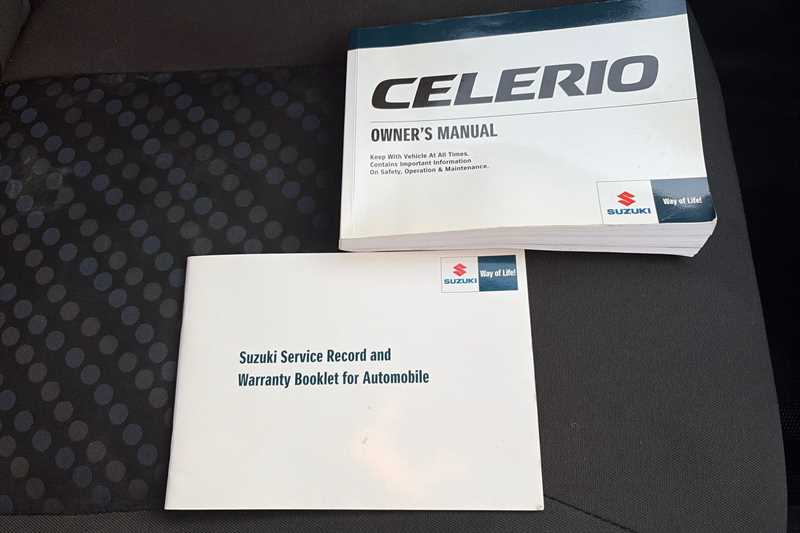 CELERIO
OWNER'S MANUAL
Keep With Vehicle At All Times.
Contains Important Information
On Safety, Operation & Maintenance.
SUZUKI
Way of Life!
SUZUKI
Way of Life!
Suzuki Service Record and
Warranty Booklet for Automobile